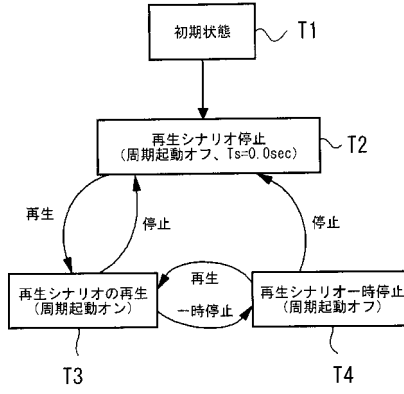 初期状態
T1
再生シナリオ停止
(周期起動オフ、Ts=0.0sec)
T2
再生
停止
停止
再生シナリオの再生
(周期起動オン)
再生
一時停止
再生シナリオ一時停止
(周期起動オフ)
T3
T4